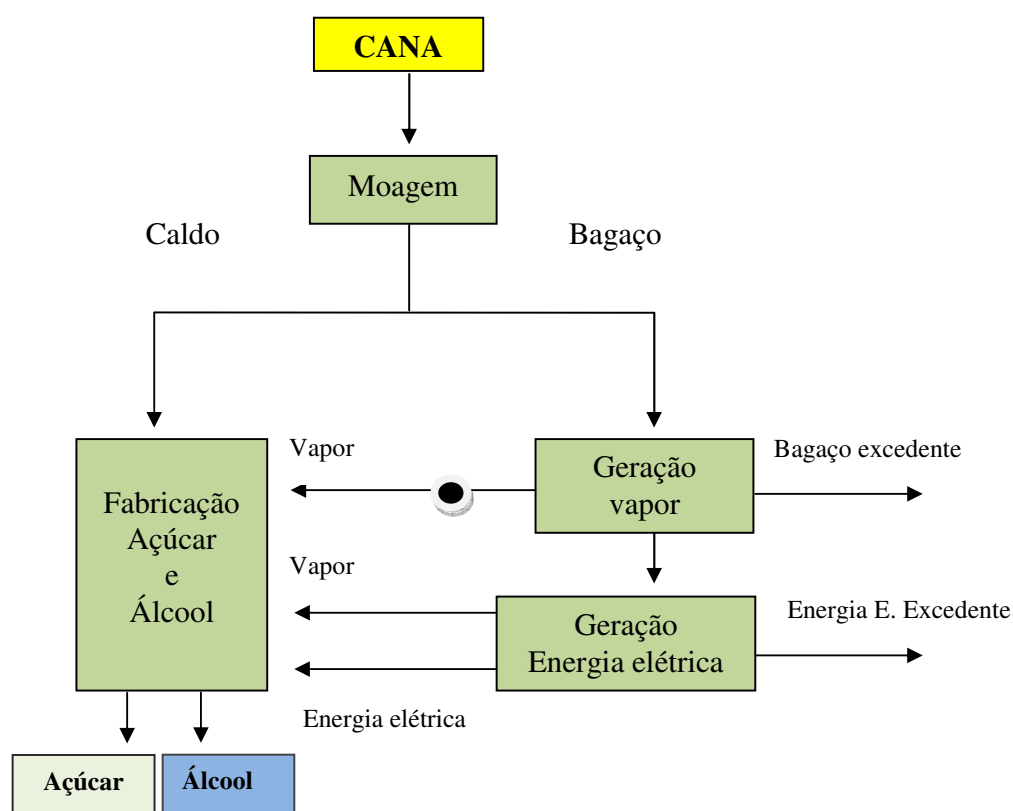 CANA
Moagem
Caldo
Bagaço
Vapor
Geração
vapor
Bagaço excedente
Fabricação
Açúcar
e
Álcool
Vapor
Geração
Energia elétrica
Energia E. Excedente
Energia elétrica
Açúcar
Álcool